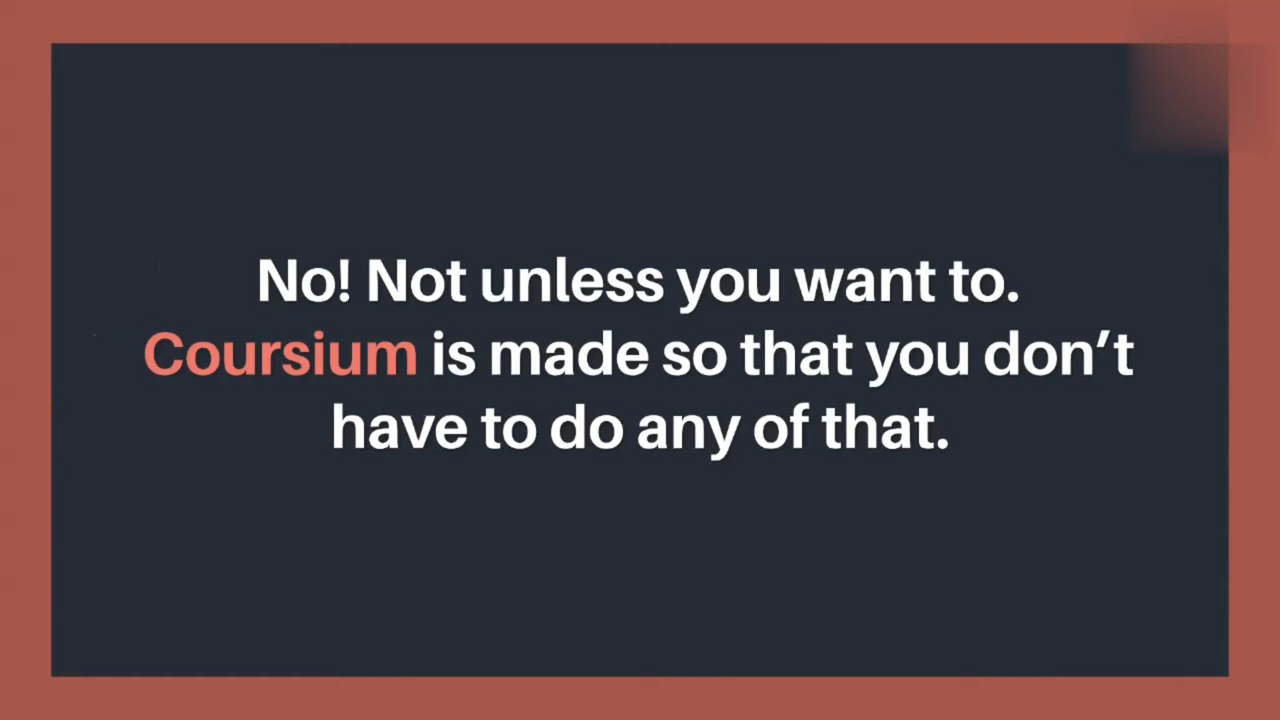 No! Not unless you want to.
Coursium is made so that you don’t
have to do any of that.